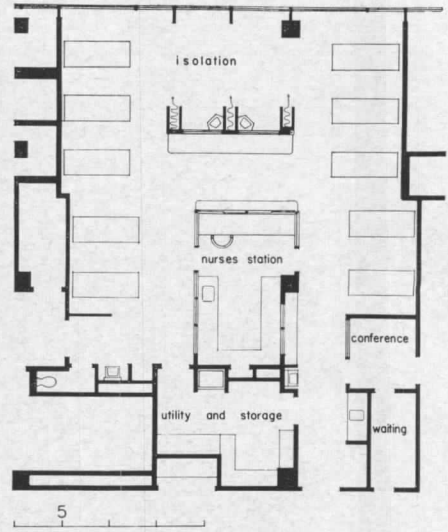 isolation
nurses station
conference
utility and storage
waiting
5